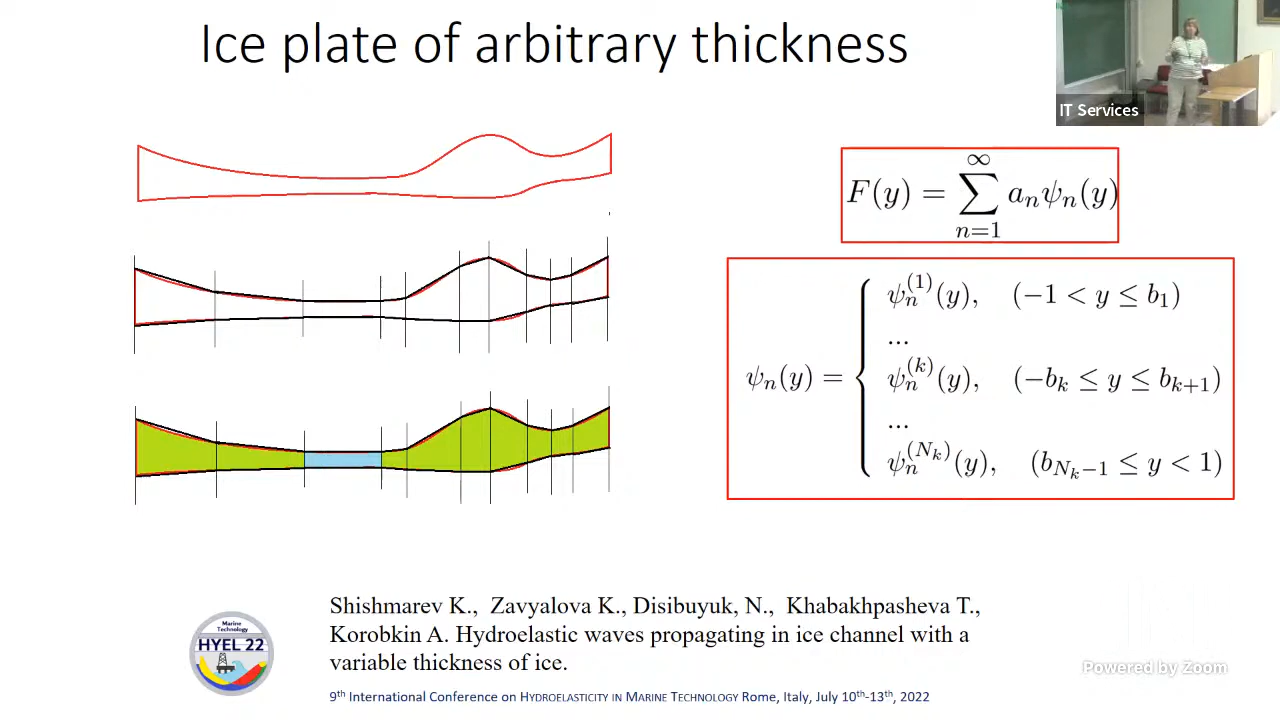 Ice plate of arbitrary thickness
IT Services
F(y) = \sum_{n=1}^{\infty} a_n ψ_n(y)
ψ_n(y) = {
ψ_n^{(1)}(y), (−1 < y ≤ b_1)
...
ψ_n^{(k)}(y), (−b_k ≤ y ≤ b_{k+1})
...
ψ_n^{(N_k)}(y), (b_{N_k−1} ≤ y < 1)
Marine
Technology
HYEL 22
Shishmarev K., Zavyalova K., Disibuyuk, N., Khabakhpasheva T.,
Korobkin A. Hydroelastic waves propagating in ice channel with a
variable thickness of ice.
9th International Conference on HYDROELASTICITY IN MARINE TECHNOLOGY Rome, Italy, July 10th-13th, 2022
Powered by Zoom